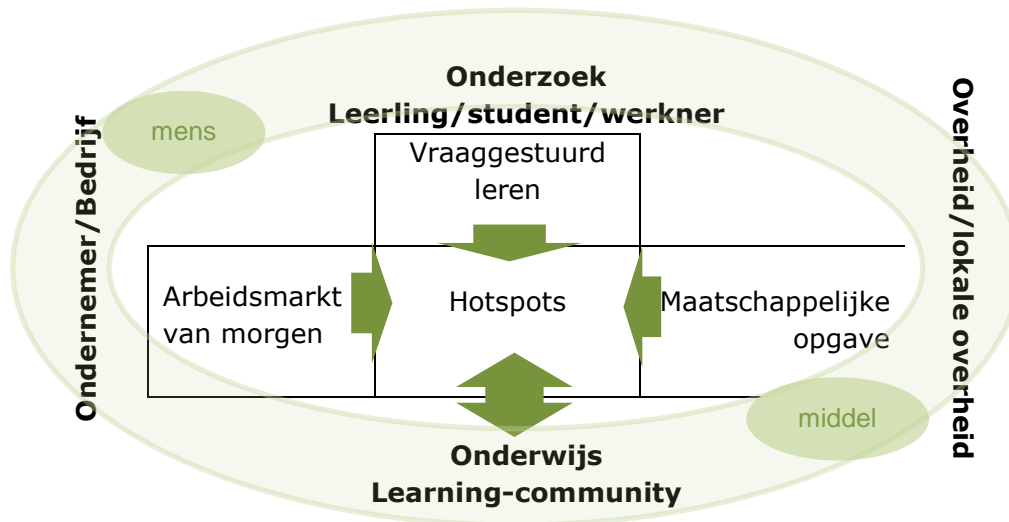 Onderzoek
Leerling/student/werkner
mens
Vraaggestuurd
leren
Ondernemer/Bedrijf
Overheid/lokale overheid
Arbeidsmarkt
van morgen
Hotspots
Maatschappelijke
opgave
middel
Onderwijs
Learning-community